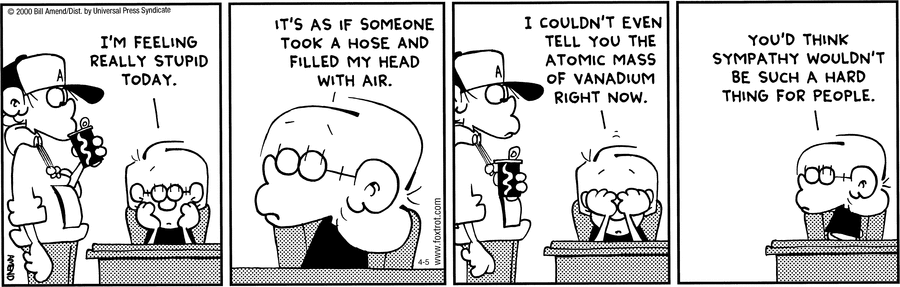 © 2000 Bill Amend/Dist. by Universal Press Syndicate
I'M FEELING
REALLY STUPID
TODAY.
A
AMEND
IT'S AS IF SOMEONE
TOOK A HOSE AND
FILLED MY HEAD
WITH AIR.
4-5
www.foxtrot.com
I COULDN'T EVEN
TELL YOU THE
ATOMIC MASS
OF VANADIUM
RIGHT NOW.
A
YOU'D THINK
SYMPATHY WOULDN'T
BE SUCH A HARD
THING FOR PEOPLE.